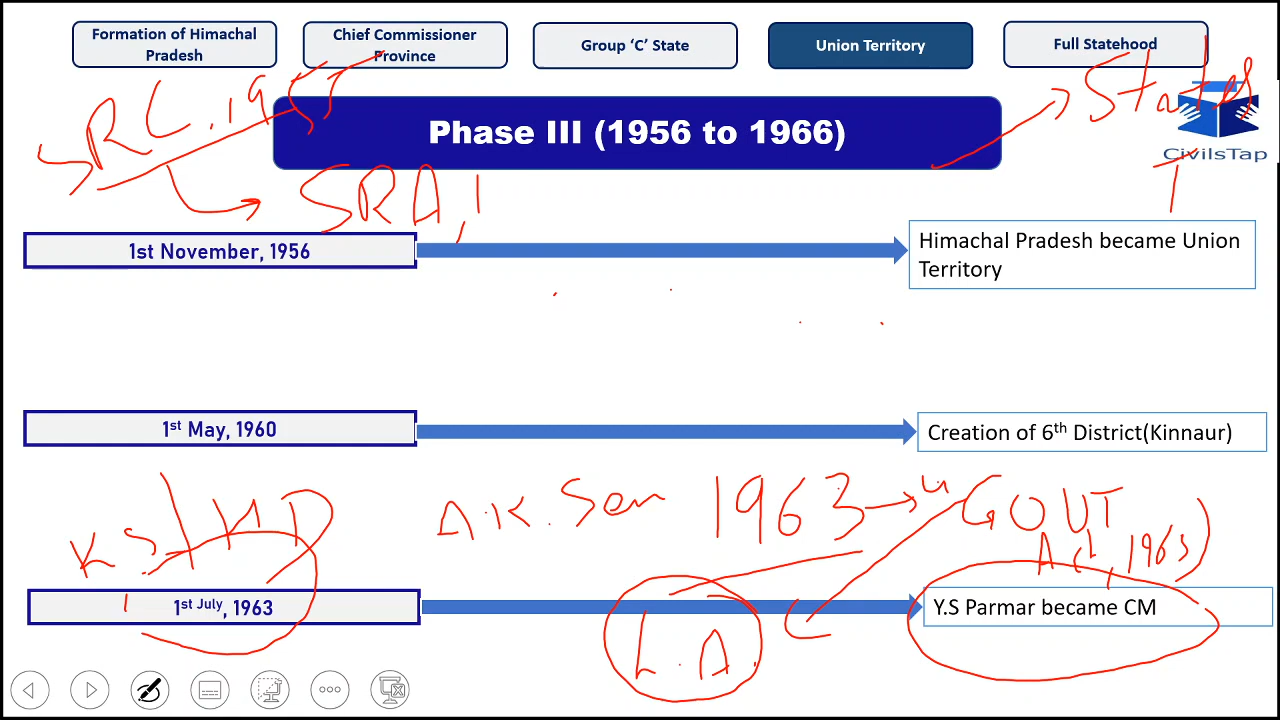 Formation of Himachal
Pradesh
Chief Commissioner
Province
Group ‘C’ State
Union Territory
Full Statehood
SRC, 1955
Phase III (1956 to 1966)
States
CivilsTap
SRA,
1st November, 1956
Himachal Pradesh became Union
Territory
1st May, 1960
Creation of 6th District(Kinnaur)
A.K. Sen 1963
GOUT
Act, 1963
K.S. HP
1st July, 1963
Y.S Parmar became CM
L.A.